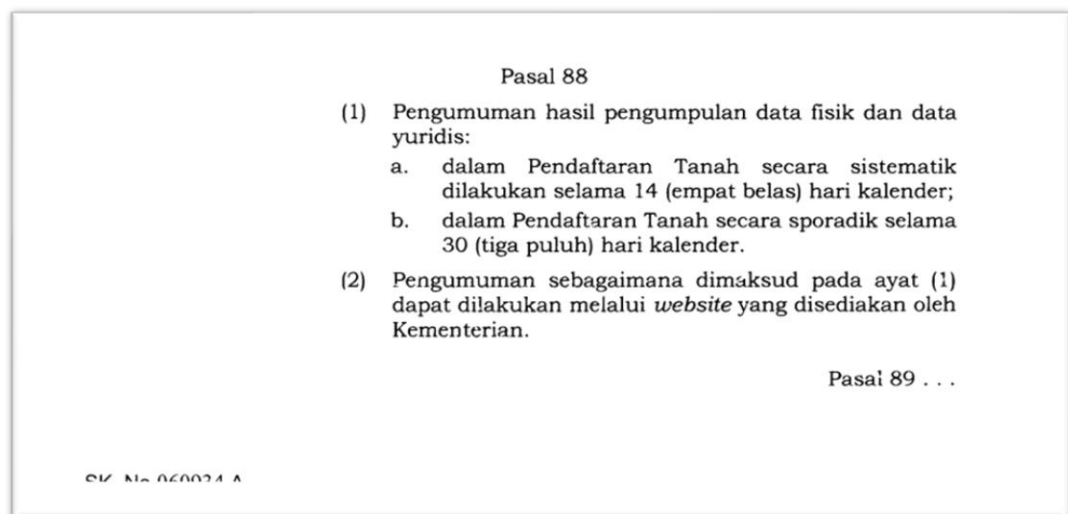 Pasal 88
(1) Pengumuman hasil pengumpulan data fisik dan data
yuridis:
a. dalam Pendaftaran Tanah secara sistematik
dilakukan selama 14 (empat belas) hari kalender;
b. dalam Pendaftaran Tanah secara sporadik selama
30 (tiga puluh) hari kalender.
(2) Pengumuman sebagaimana dimaksud pada ayat (1)
dapat dilakukan melalui website yang disediakan oleh
Kementerian.
Pasal 89 . . .
SK No